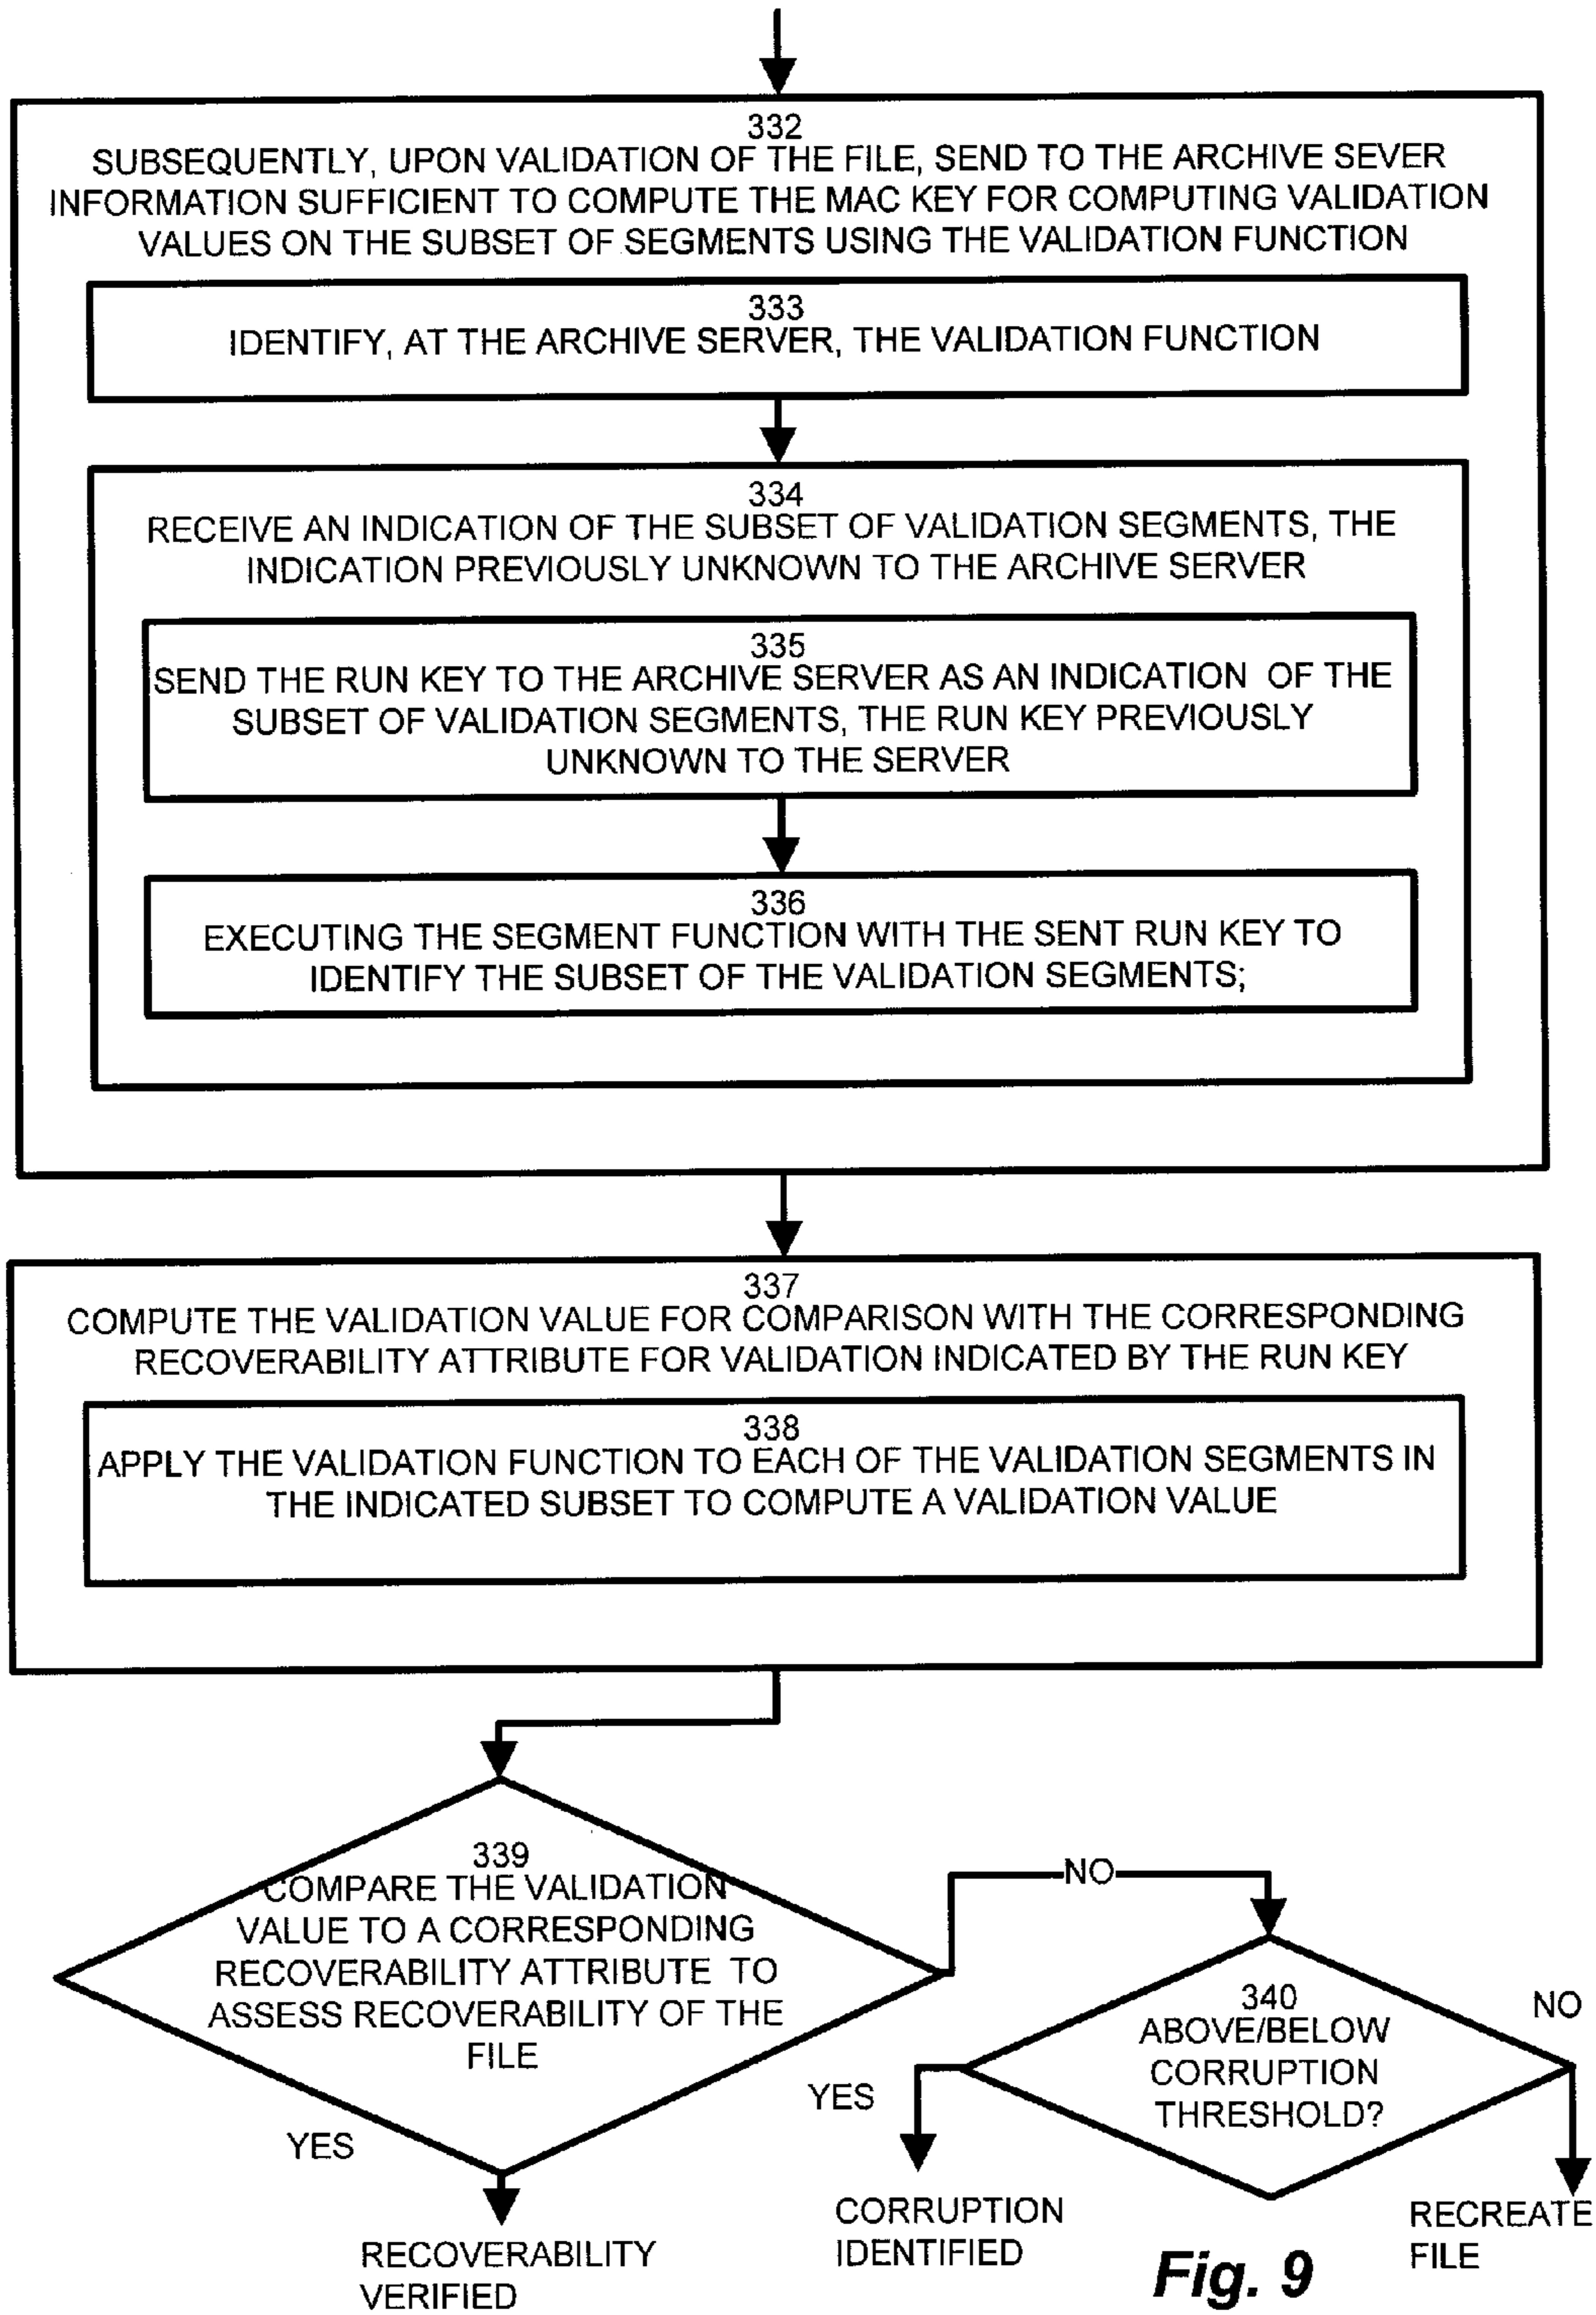 332
SUBSEQUENTLY, UPON VALIDATION OF THE FILE, SEND TO THE ARCHIVE SEVER
INFORMATION SUFFICIENT TO COMPUTE THE MAC KEY FOR COMPUTING VALIDATION
VALUES ON THE SUBSET OF SEGMENTS USING THE VALIDATION FUNCTION
333
IDENTIFY, AT THE ARCHIVE SERVER, THE VALIDATION FUNCTION
334
RECEIVE AN INDICATION OF THE SUBSET OF VALIDATION SEGMENTS, THE
INDICATION PREVIOUSLY UNKNOWN TO THE ARCHIVE SERVER
335
SEND THE RUN KEY TO THE ARCHIVE SERVER AS AN INDICATION OF THE
SUBSET OF VALIDATION SEGMENTS, THE RUN KEY PREVIOUSLY
UNKNOWN TO THE SERVER
336
EXECUTING THE SEGMENT FUNCTION WITH THE SENT RUN KEY TO
IDENTIFY THE SUBSET OF THE VALIDATION SEGMENTS;
337
COMPUTE THE VALIDATION VALUE FOR COMPARISON WITH THE CORRESPONDING
RECOVERABILITY ATTRIBUTE FOR VALIDATION INDICATED BY THE RUN KEY
338
APPLY THE VALIDATION FUNCTION TO EACH OF THE VALIDATION SEGMENTS IN
THE INDICATED SUBSET TO COMPUTE A VALIDATION VALUE
339
COMPARE THE VALIDATION
VALUE TO A CORRESPONDING
RECOVERABILITY ATTRIBUTE TO
ASSESS RECOVERABILITY OF THE
FILE
NO
340
ABOVE/BELOW
CORRUPTION
THRESHOLD?
NO
YES
YES
RECOVERABILITY
VERIFIED
CORRUPTION
IDENTIFIED
RECREATE
FILE
Fig. 9